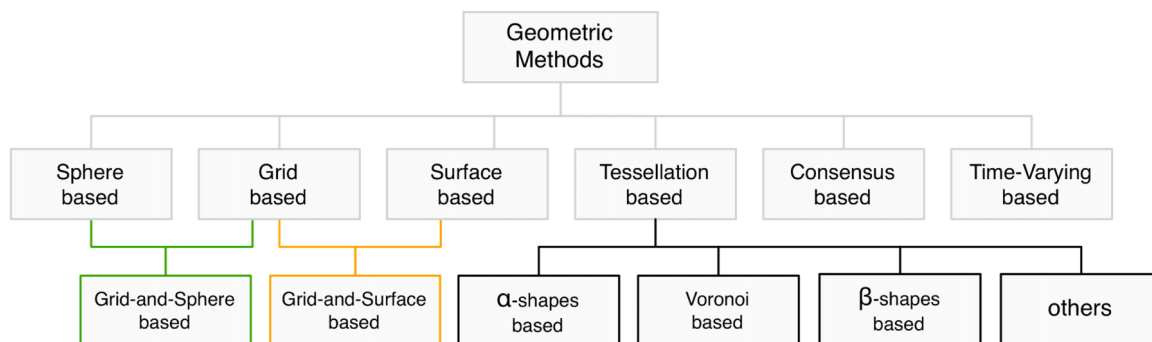 Geometric
Methods
Sphere
based
Grid
based
Surface
based
Tessellation
based
Consensus
based
Time-Varying
based
Grid-and-Sphere
based
Grid-and-Surface
based
α-shapes
based
Voronoi
based
β-shapes
based
others